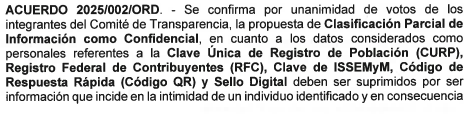 ACUERDO 2025/002/ORD. - Se confirma por unanimidad de votos de los
integrantes del Comité de Transparencia, la propuesta de Clasificación Parcial de
Información como Confidencial, en cuanto a los datos considerados como
personales referentes a la Clave Única de Registro de Población (CURP),
Registro Federal de Contribuyentes (RFC), Clave de ISSEMyM, Código de
Respuesta Rápida (Código QR) y Sello Digital deben ser suprimidos por ser
información que incide en la intimidad de un individuo identificado y en consecuencia